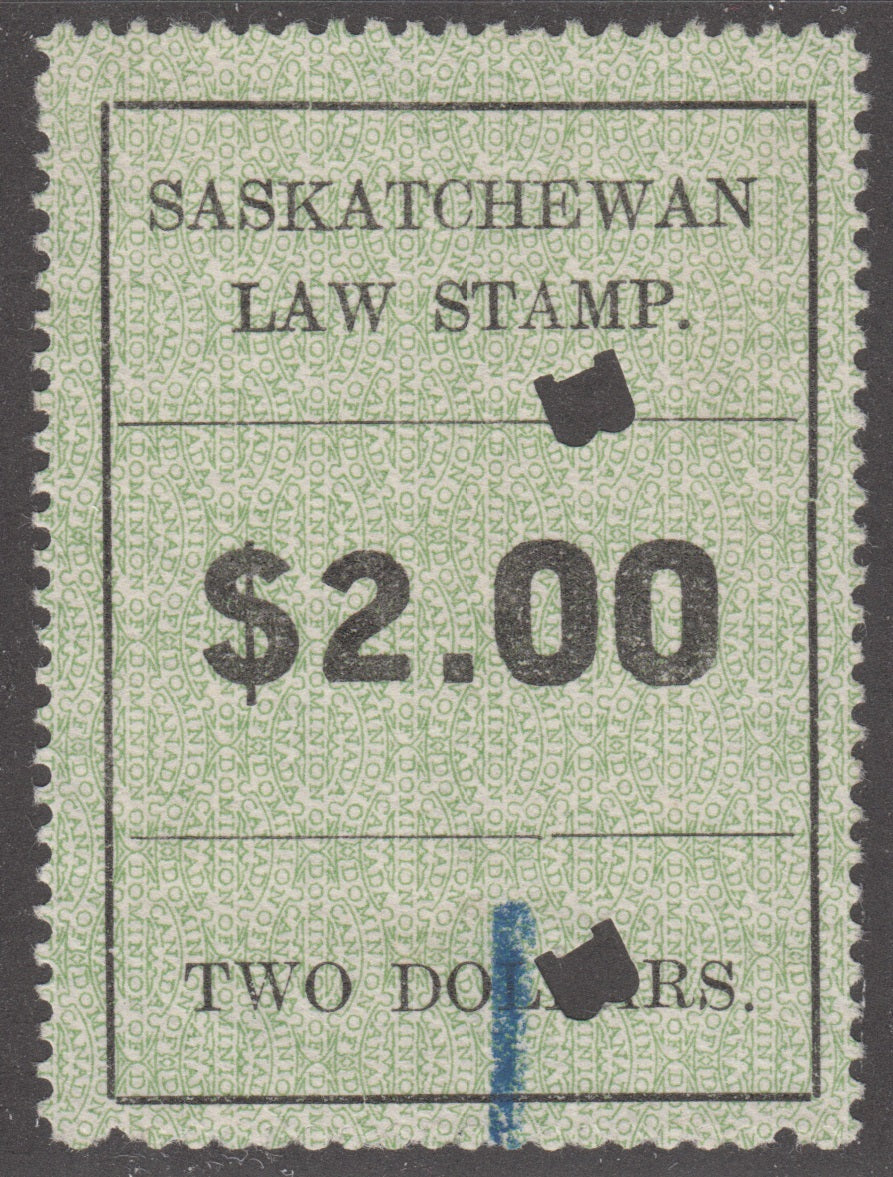 SASKATCHEWAN
LAW STAMP.
$2.00
TWO DOLLARS.